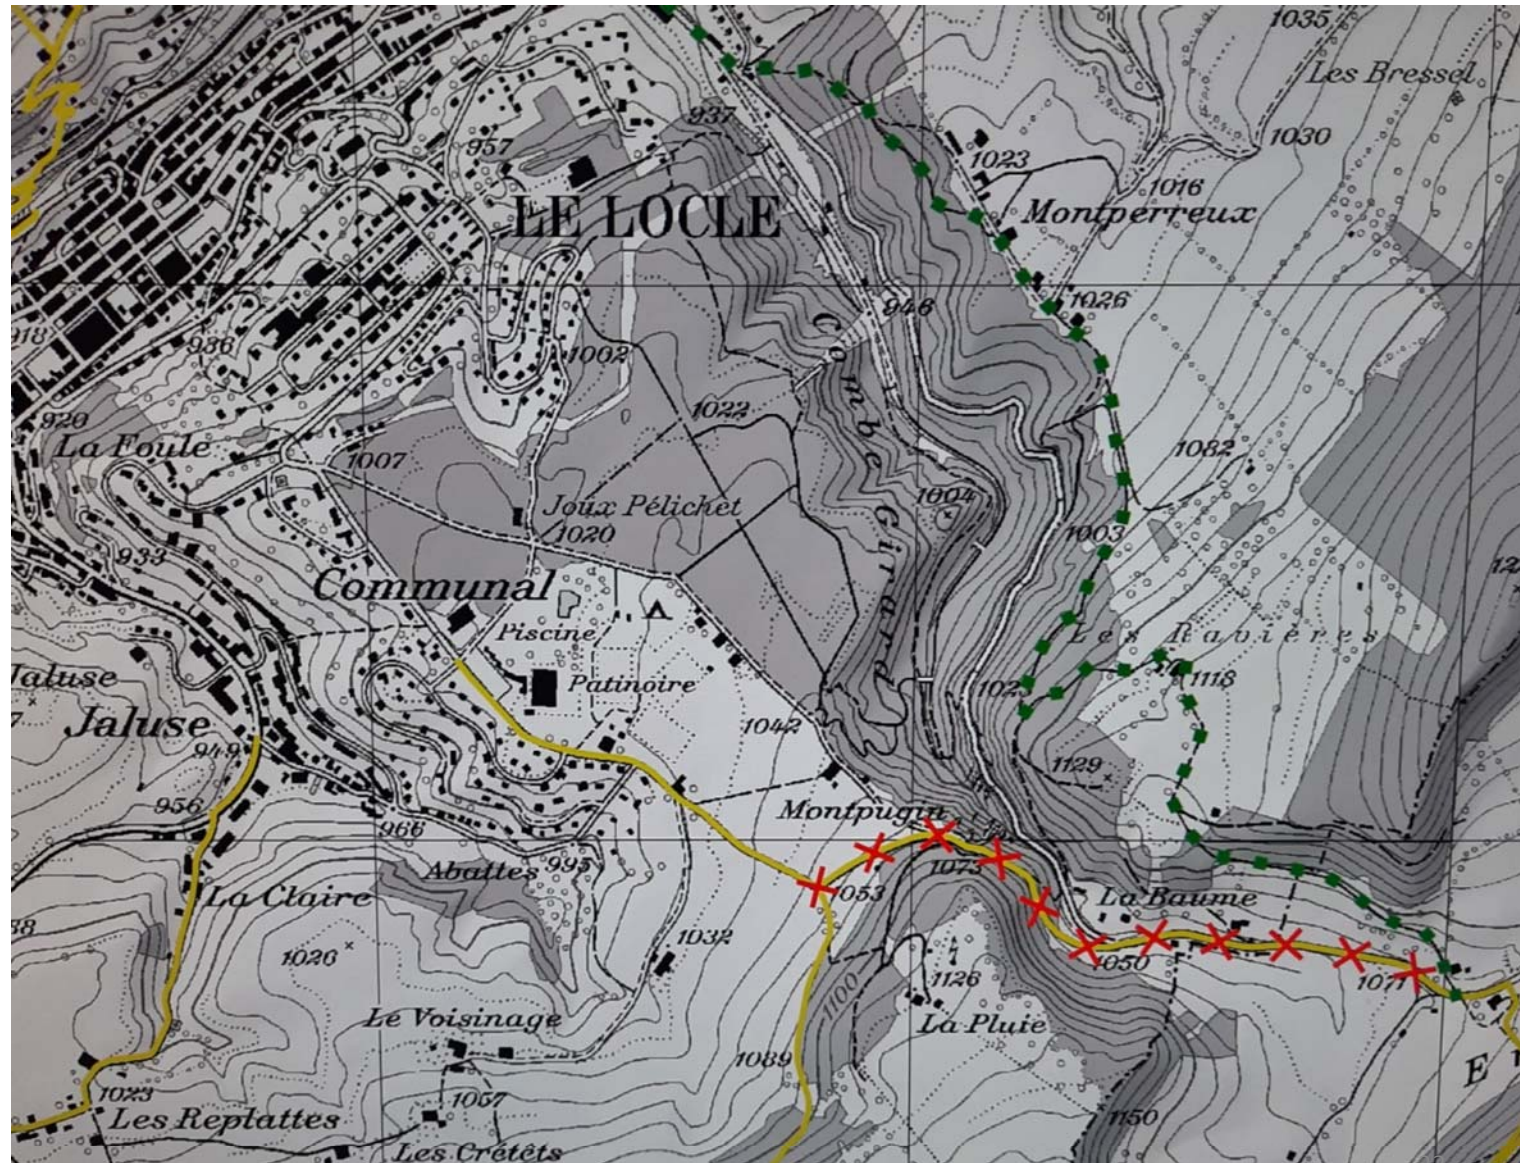 1035
Les Bressel
937
957
1030
1023
1016
LE LOCLE
Montperreux
1026
946
918
936
1002
Combe Girard
1022
920
La Foule
1082
1007
1004
Joux Pélichet
1020
1003
933
Communal
Piscine
Les Ravières
Jaluse
Patinoire
1118
Jaluse
1042
949
1129
956
Montpugin
966
995
Abattes
1073
La Claire
1053
La Baume
1032
1050
1026
1126
1071
1100
La Pluie
Le Voisinage
1089
1023
1057
Les Replattes
1150
Les Crétêts